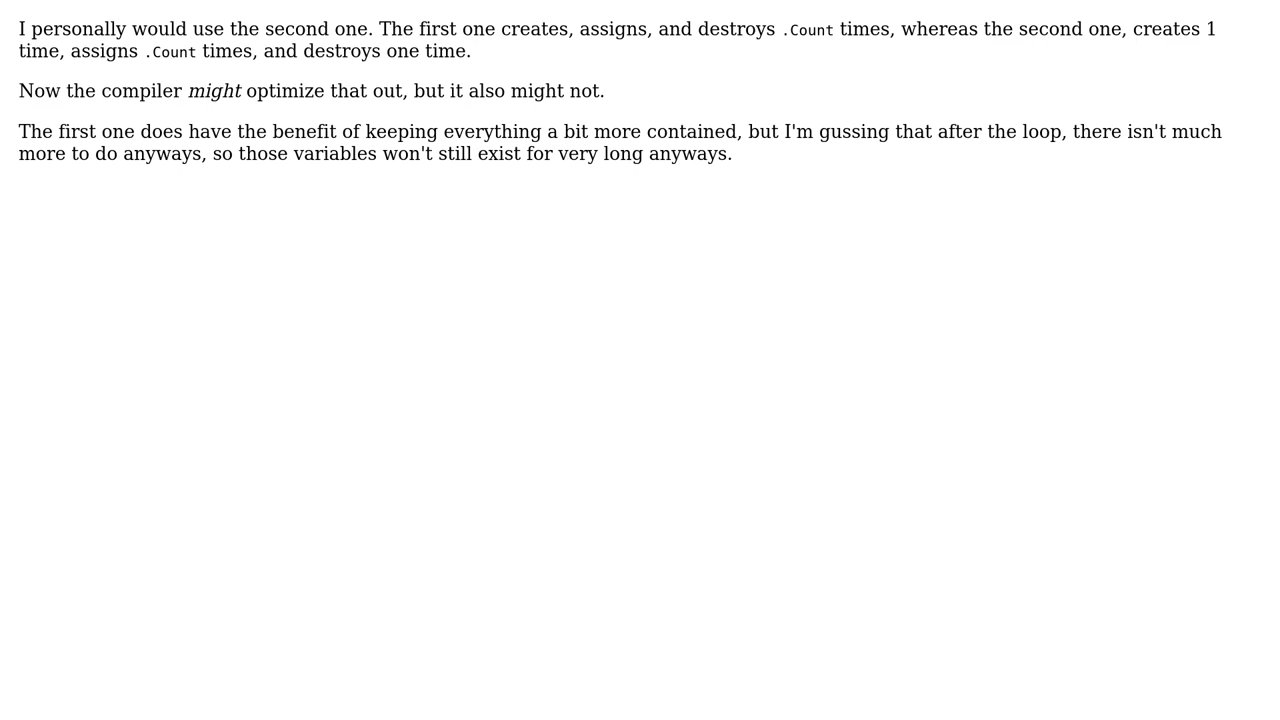 I personally would use the second one. The first one creates, assigns, and destroys .Count times, whereas the second one, creates 1
time, assigns .Count times, and destroys one time.
Now the compiler might optimize that out, but it also might not.
The first one does have the benefit of keeping everything a bit more contained, but I'm gussing that after the loop, there isn't much
more to do anyways, so those variables won't still exist for very long anyways.